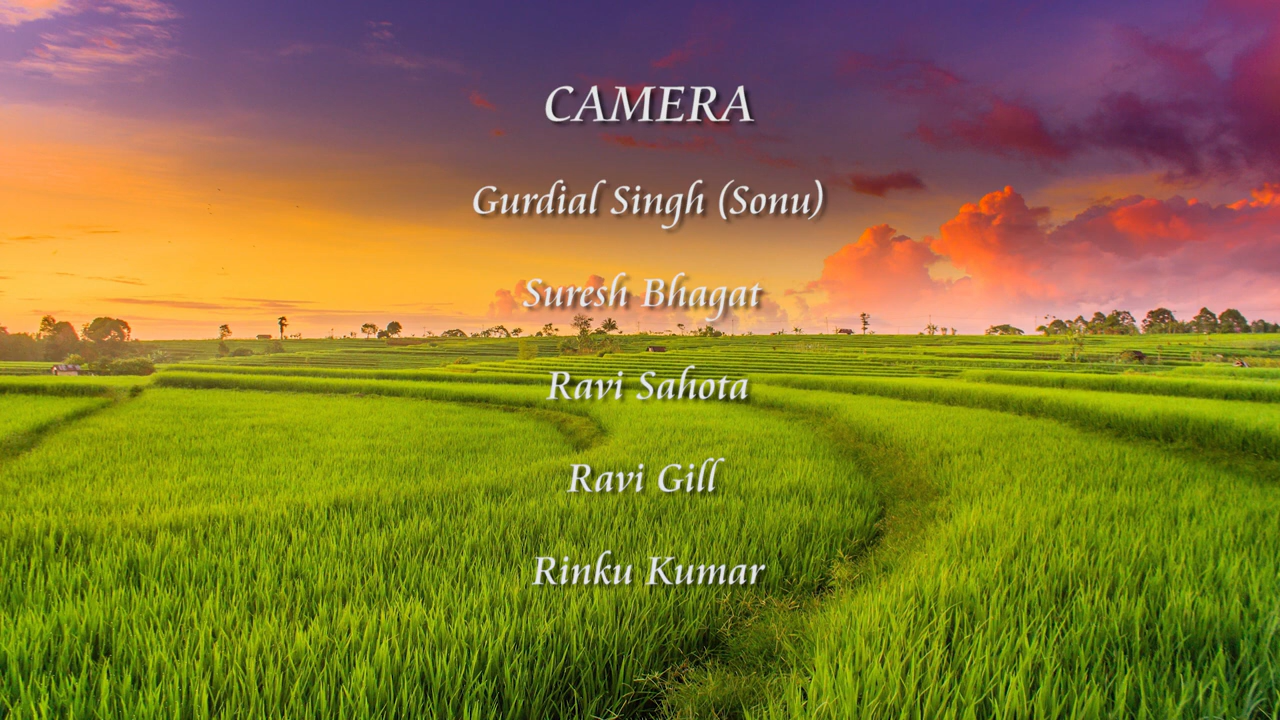 CAMERA
Gurdial Singh (Sonu)
Suresh Bhagat
Ravi Sahota
Ravi Gill
Rinku Kumar